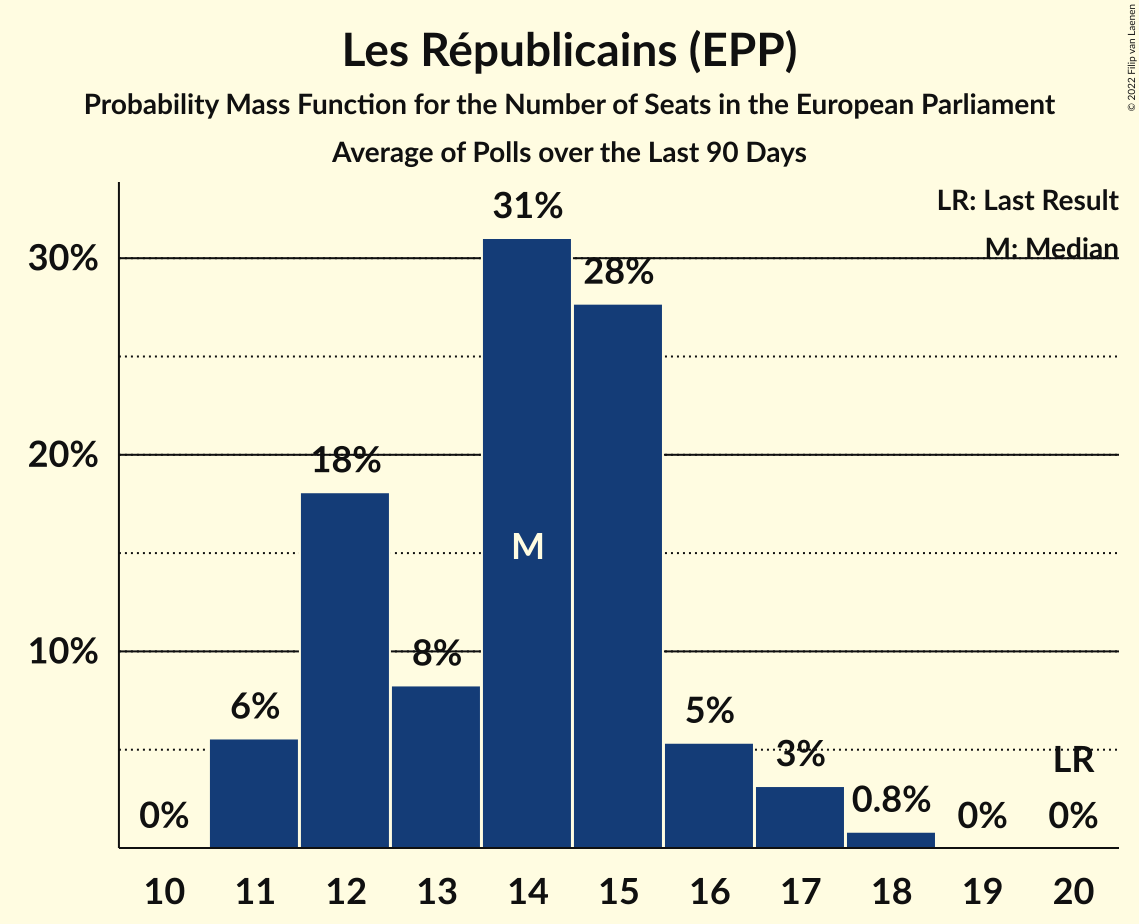 Les Républicains (EPP)
Probability Mass Function for the Number of Seats in the European Parliament
Average of Polls over the Last 90 Days
© 2022 Filip van Laenen
LR: Last Result
M: Median
30%
20%
10%
0%
6%
18%
8%
31%
M
28%
5%
3%
0.8%
0%
LR
0%
10 11 12 13 14 15 16 17 18 19 20